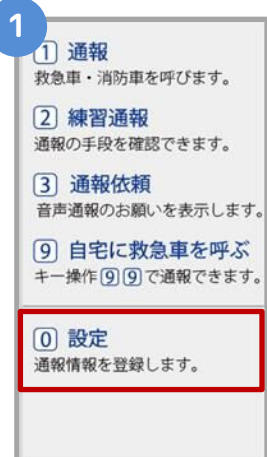 1
1 通報
救急車・消防車を呼びます。
2 練習通報
通報の手段を確認できます。
3 通報依頼
音声通報のお願いを表示します。
9 自宅に救急車を呼ぶ
キー操作99で通報できます。
0 設定
通報情報を登録します。